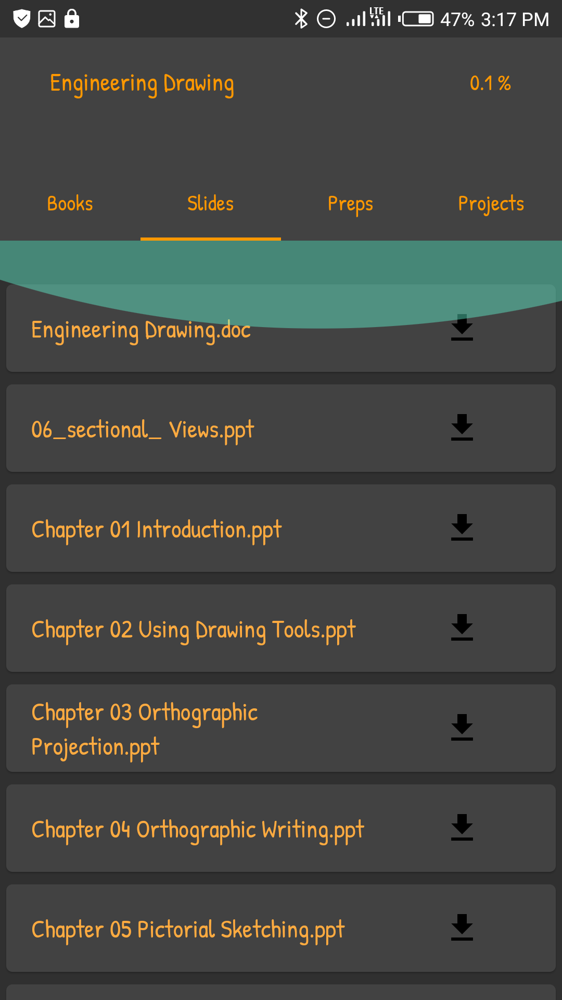 LTE 47% 3:17 PM
Engineering Drawing 0.1 %
Books Slides Preps Projects
Engineering Drawing.doc
06_sectional_ Views.ppt
Chapter 01 Introduction.ppt
Chapter 02 Using Drawing Tools.ppt
Chapter 03 Orthographic
Projection.ppt
Chapter 04 Orthographic Writing.ppt
Chapter 05 Pictorial Sketching.ppt